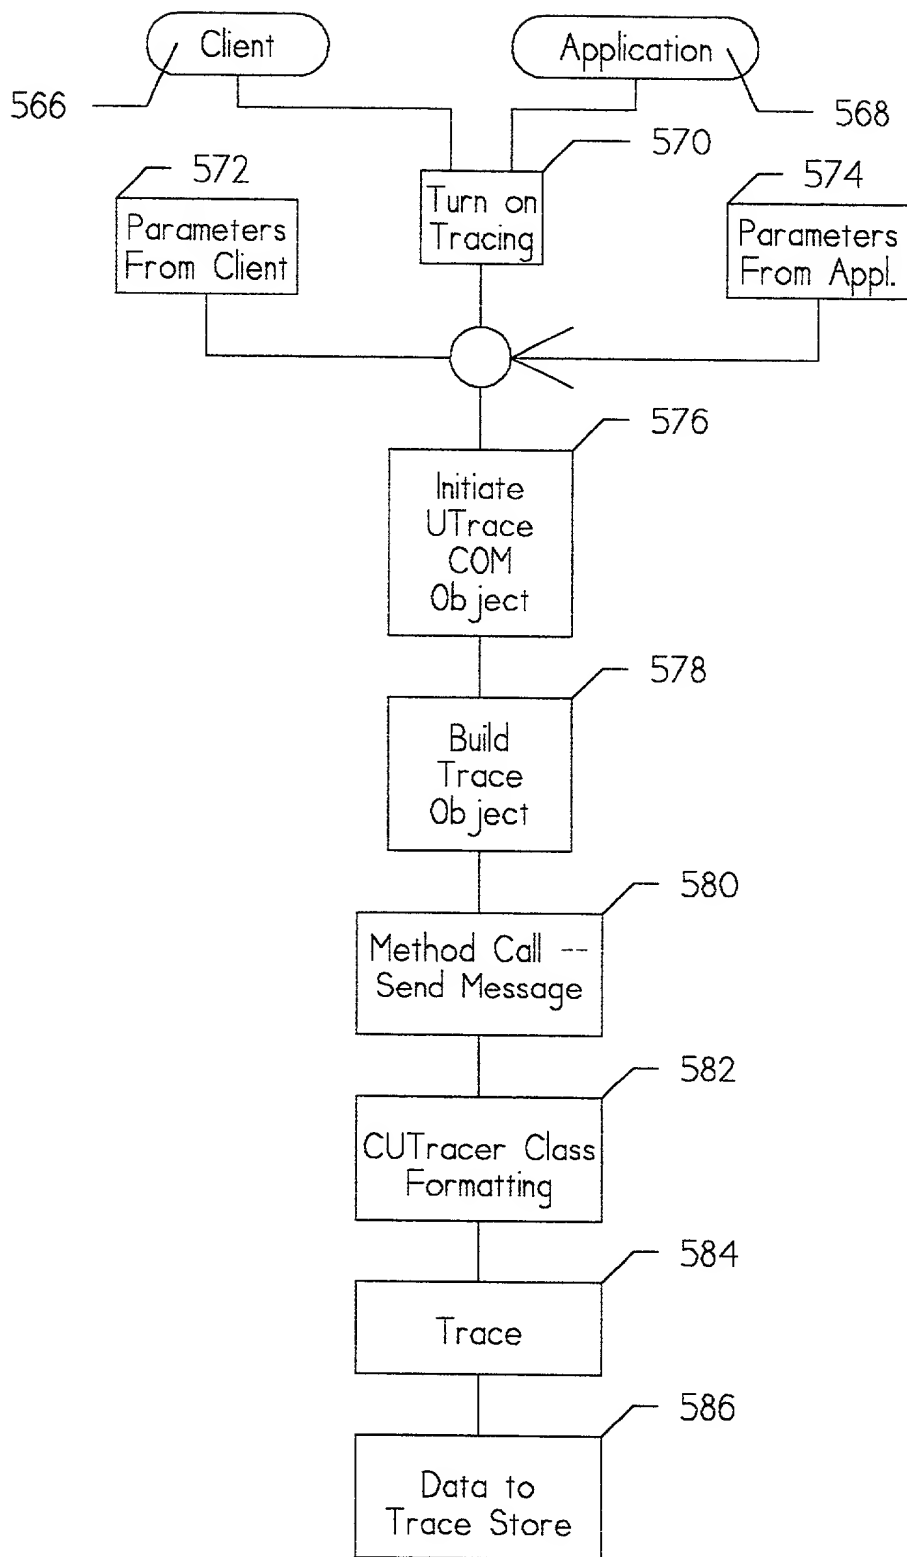 Client
Application
566
568
570
572
574
Turn on
Tracing
Parameters
From Client
Parameters
From Appl.
576
Initiate
UTrace
COM
Object
578
Build
Trace
Object
580
Method Call --
Send Message
582
CUTracer Class
Formatting
584
Trace
586
Data to
Trace Store